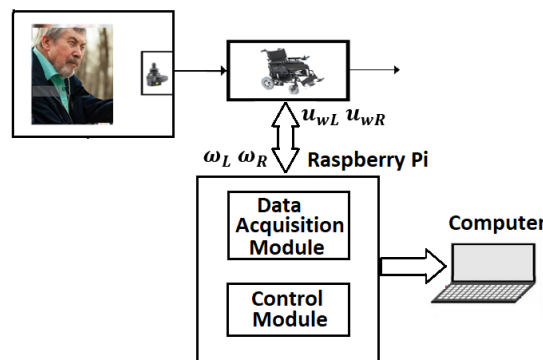 u_wL u_wR
ω_L ω_R
Raspberry Pi
Data
Acquisition
Module
Computer
Control
Module